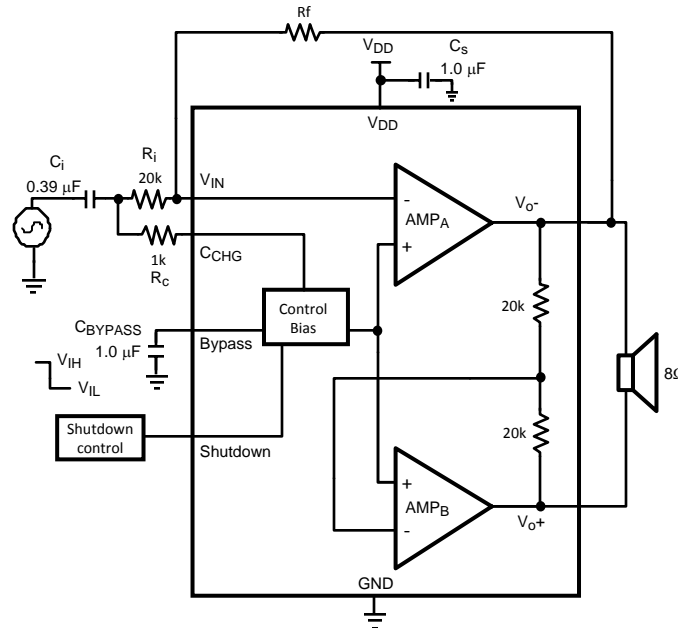 Rf
VDD
CS
1.0 μF
VDD
Ci
0.39 μF
Ri
20k
VIN
-
AMPA
+
Vo-
1k
RC
CCHG
Control
Bias
20k
CBYPASS
1.0 μF
Bypass
VIH
VIL
8Ω
Shutdown
control
Shutdown
20k
+
AMPB
-
Vo+
GND